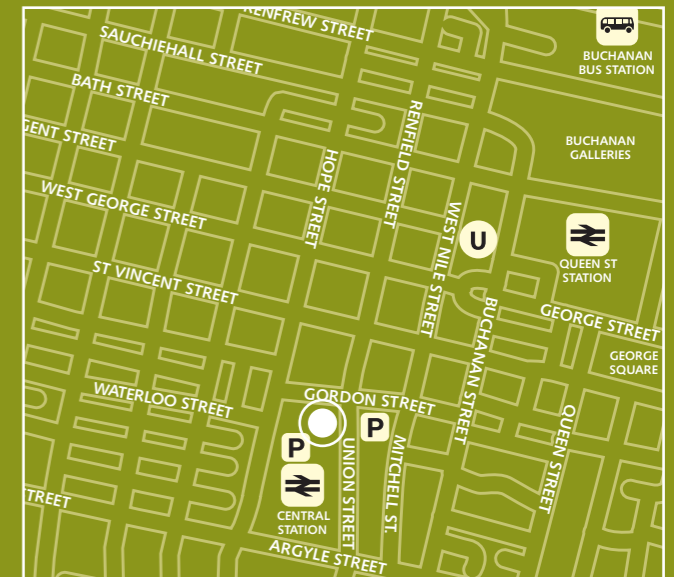 RENFREW STREET
SAUCHIEHALL STREET
BUCHANAN
BUS STATION
BATH STREET
GENT STREET
BUCHANAN
GALLERIES
RENFIELD STREET
HOPE STREET
WEST GEORGE STREET
WEST NILE STREET
U
QUEEN ST
STATION
ST VINCENT STREET
BUCHANAN STREET
GEORGE STREET
GEORGE
SQUARE
WATERLOO STREET
GORDON STREET
QUEEN STREET
P
P
UNION STREET
MITCHELL ST.
TREET
CENTRAL
STATION
ARGYLE STREET